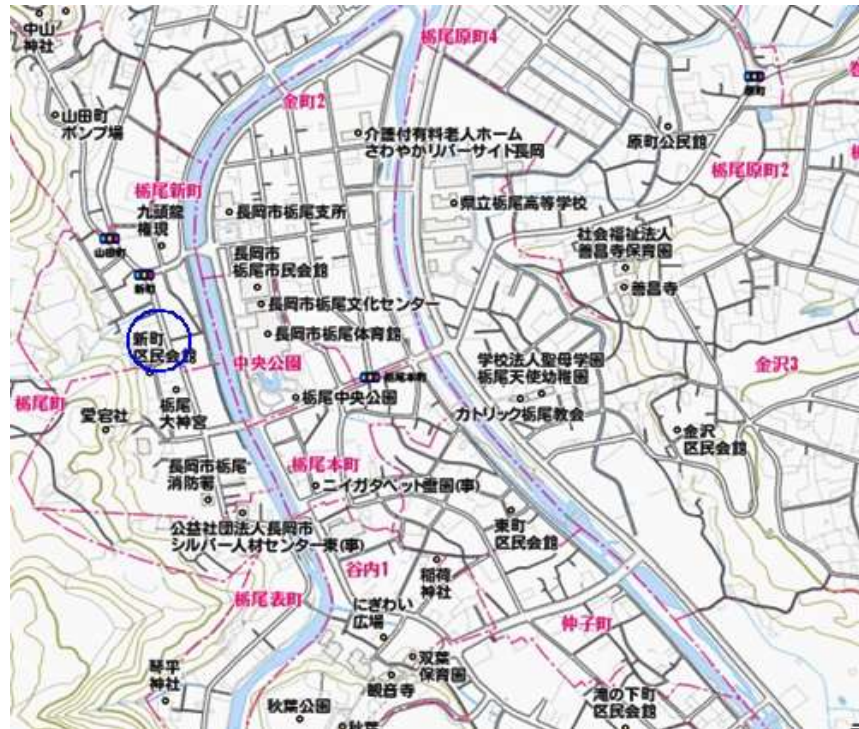 中山
神社
栃尾原町4
原町
金町2
山田町
ポンプ場
介護付有料老人ホーム
さわやかリバーサイド長岡
原町公民館
栃尾原町2
栃尾新町
九頭龍
権現
長岡市栃尾支所
県立栃尾高等学校
山田町
新町
長岡市
栃尾市民会館
社会福祉法人
善昌寺保育園
善昌寺
長岡市栃尾文化センター
長岡市栃尾体育館
新町
区民会館
中央公園
栃尾本町
学校法人聖母学園
栃尾天使幼稚園
金沢3
栃尾町
愛宕社
栃尾
大神宮
栃尾中央公園
カトリック栃尾教会
金沢
区民会館
長岡市栃尾
消防署
栃尾本町
ニイガタペット霊園(事)
公益社団法人長岡市
シルバー人材センター東(事)
東町
区民会館
谷内1
稲荷
神社
栃尾表町
にぎわい
広場
仲子町
双葉
保育園
琴平
神社
観音寺
秋葉公園
滝の下町
区民会館
秋葉